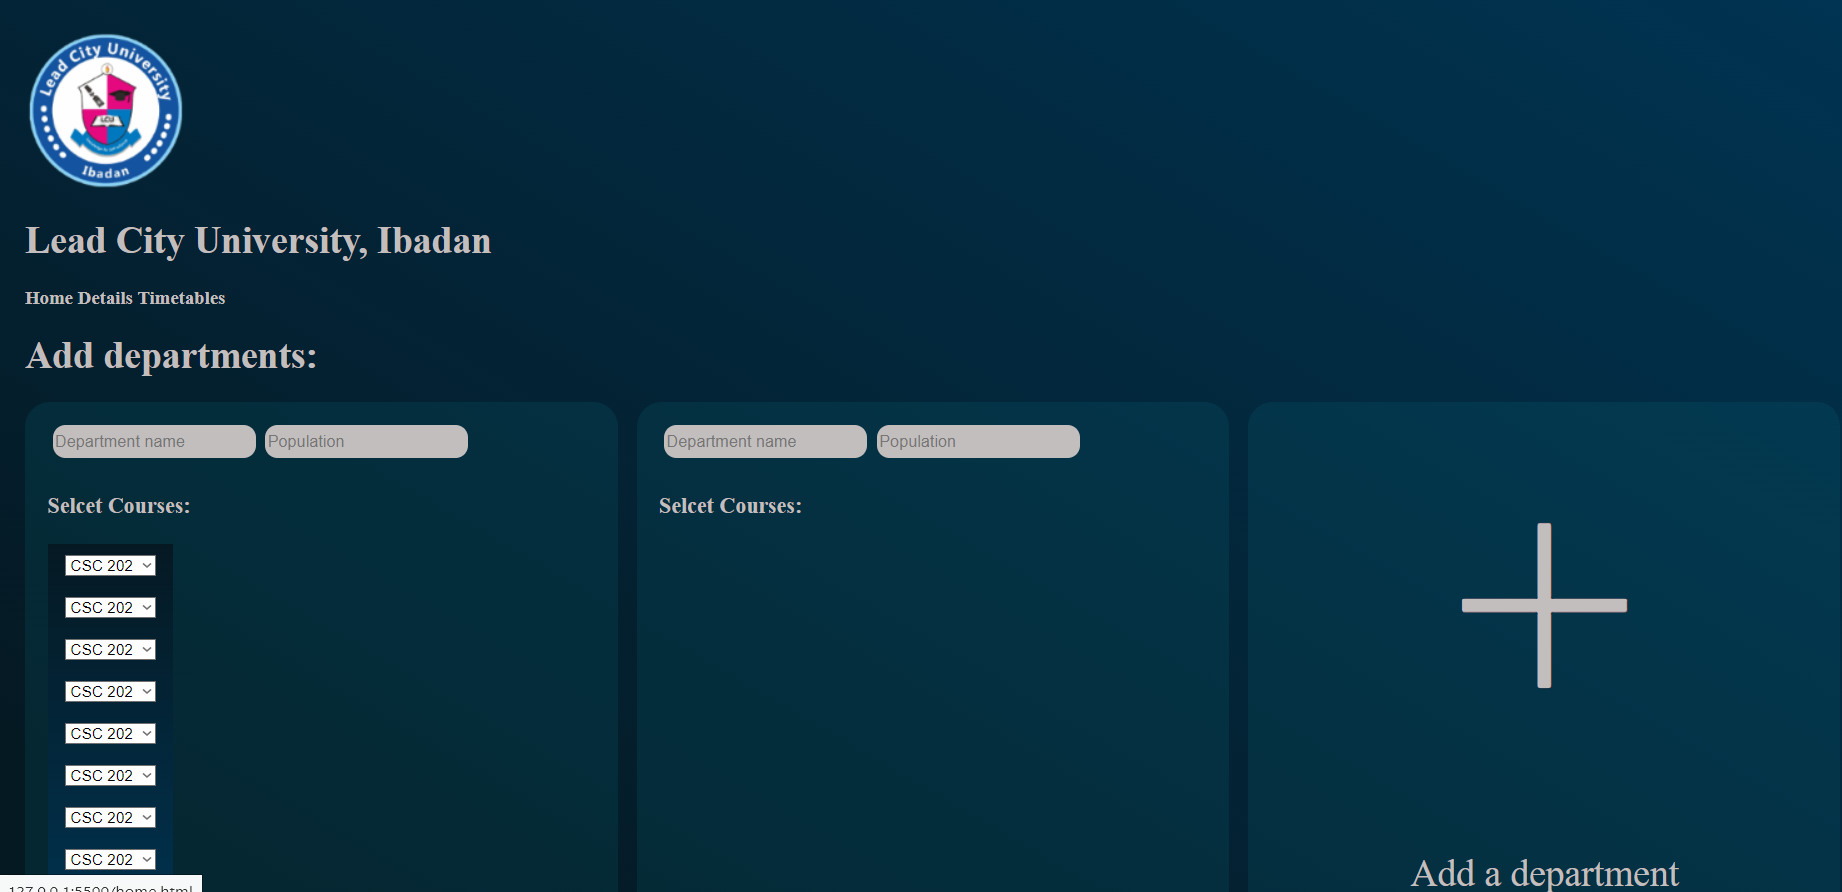 Lead City University
LCU
Ibadan
Lead City University, Ibadan
Home Details Timetables
Add departments:
Department name Population
Selcet Courses:
CSC 202
CSC 202
CSC 202
CSC 202
CSC 202
CSC 202
CSC 202
CSC 202
Department name Population
Selcet Courses:
Add a department
127.0.0.1:5500/home.html